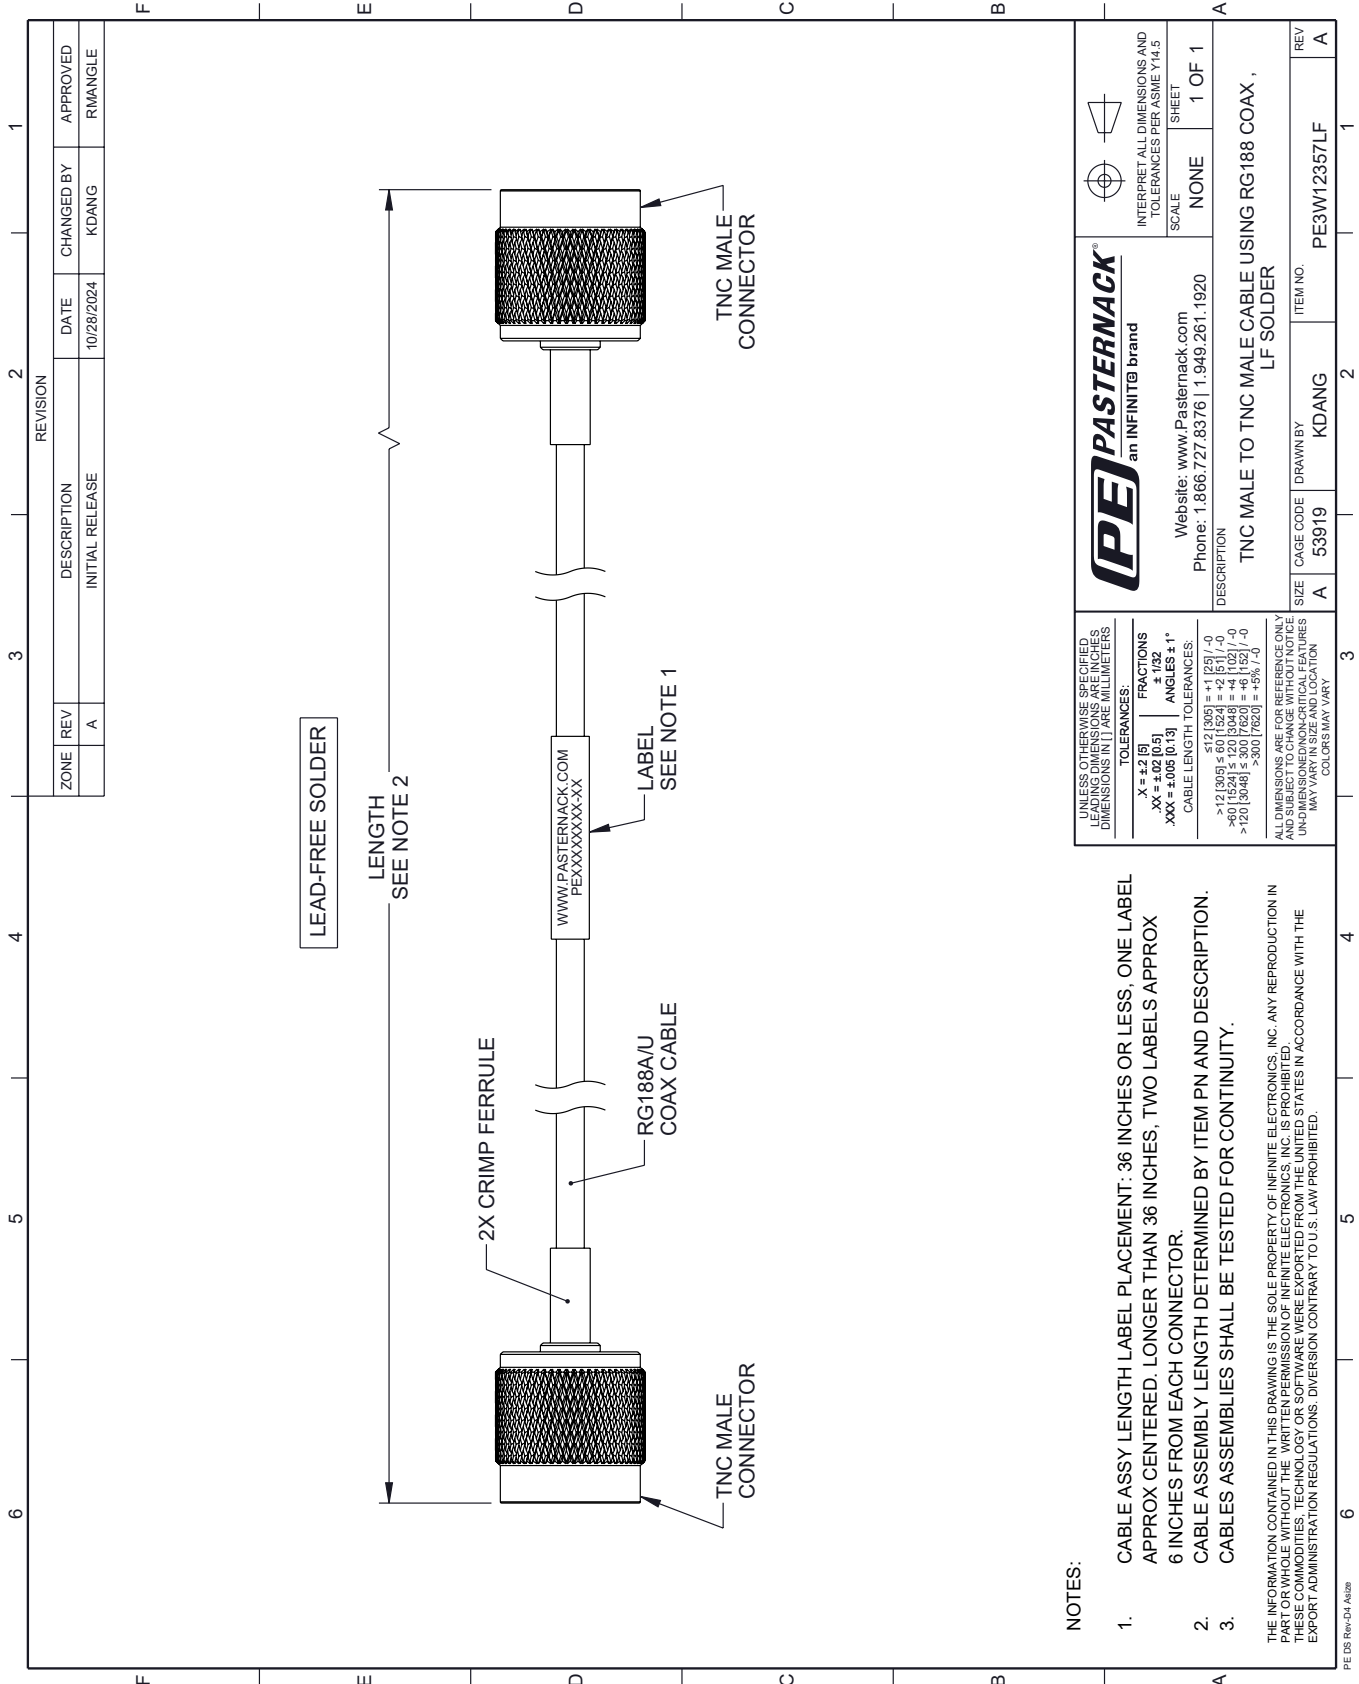 6
5
4
3
2
1
F
E
D
C
B
A
REVISION
ZONE REV DESCRIPTION DATE CHANGED BY APPROVED
A INITIAL RELEASE 10/28/2024 KDANG RMANGLE
LEAD-FREE SOLDER
LENGTH
SEE NOTE 2
2X CRIMP FERRULE
WWW.PASTERNACK.COM
PEXXXXXXXX-XX
TNC MALE
CONNECTOR
RG188A/U
COAX CABLE
LABEL
SEE NOTE 1
TNC MALE
CONNECTOR
NOTES:
1. CABLE ASSY LENGTH LABEL PLACEMENT: 36 INCHES OR LESS, ONE LABEL
APPROX CENTERED. LONGER THAN 36 INCHES, TWO LABELS APPROX
6 INCHES FROM EACH CONNECTOR.
2. CABLE ASSEMBLY LENGTH DETERMINED BY ITEM PN AND DESCRIPTION.
3. CABLES ASSEMBLIES SHALL BE TESTED FOR CONTINUITY.
THE INFORMATION CONTAINED IN THIS DRAWING IS THE SOLE PROPERTY OF INFINITE ELECTRONICS, INC. ANY REPRODUCTION IN
PART OR WHOLE WITHOUT THE WRITTEN PERMISSION OF INFINITE ELECTRONICS, INC. IS PROHIBITED.
THESE COMMODITIES, TECHNOLOGY OR SOFTWARE WERE EXPORTED FROM THE UNITED STATES IN ACCORDANCE WITH THE
EXPORT ADMINISTRATION REGULATIONS. DIVERSION CONTRARY TO U.S. LAW PROHIBITED.
UNLESS OTHERWISE SPECIFIED
LEADING DIMENSIONS ARE INCHES
DIMENSIONS IN [ ] ARE MILLIMETERS
TOLERANCES:
.X = ±.2 [5]
.XX = ±.02 [0.5]
.XXX = ±.005 [0.13]
FRACTIONS
± 1/32
ANGLES ± 1°
CABLE LENGTH TOLERANCES:
≤12 [305] = +1 [25] / -0
>12 [305] ≤ 60 [1524] = +2 [51] / -0
>60 [1524] ≤ 120 [3048] = +4 [102] / -0
>120 [3048] ≤ 300 [7620] = +6 [152] / -0
>300 [7620] = +5% / -0
ALL DIMENSIONS ARE FOR REFERENCE ONLY
AND SUBJECT TO CHANGE WITHOUT NOTICE.
UN-DIMENSIONED/NON-CRITICAL FEATURES
MAY VARY IN SIZE AND LOCATION
COLORS MAY VARY
PE PASTERNACK®
an INFINIT@ brand
Website: www.Pasternack.com
Phone: 1.866.727.8376 | 1.949.261.1920
INTERPRET ALL DIMENSIONS AND
TOLERANCES PER ASME Y14.5
SCALE
NONE
SHEET
1 OF 1
DESCRIPTION
TNC MALE TO TNC MALE CABLE USING RG188 COAX ,
LF SOLDER
SIZE
A
CAGE CODE
53919
DRAWN BY
KDANG
ITEM NO.
PE3W12357LF
REV
A
6
5
4
3
2
1
F
E
D
C
B
A
PE DS Rev-D4 Asize